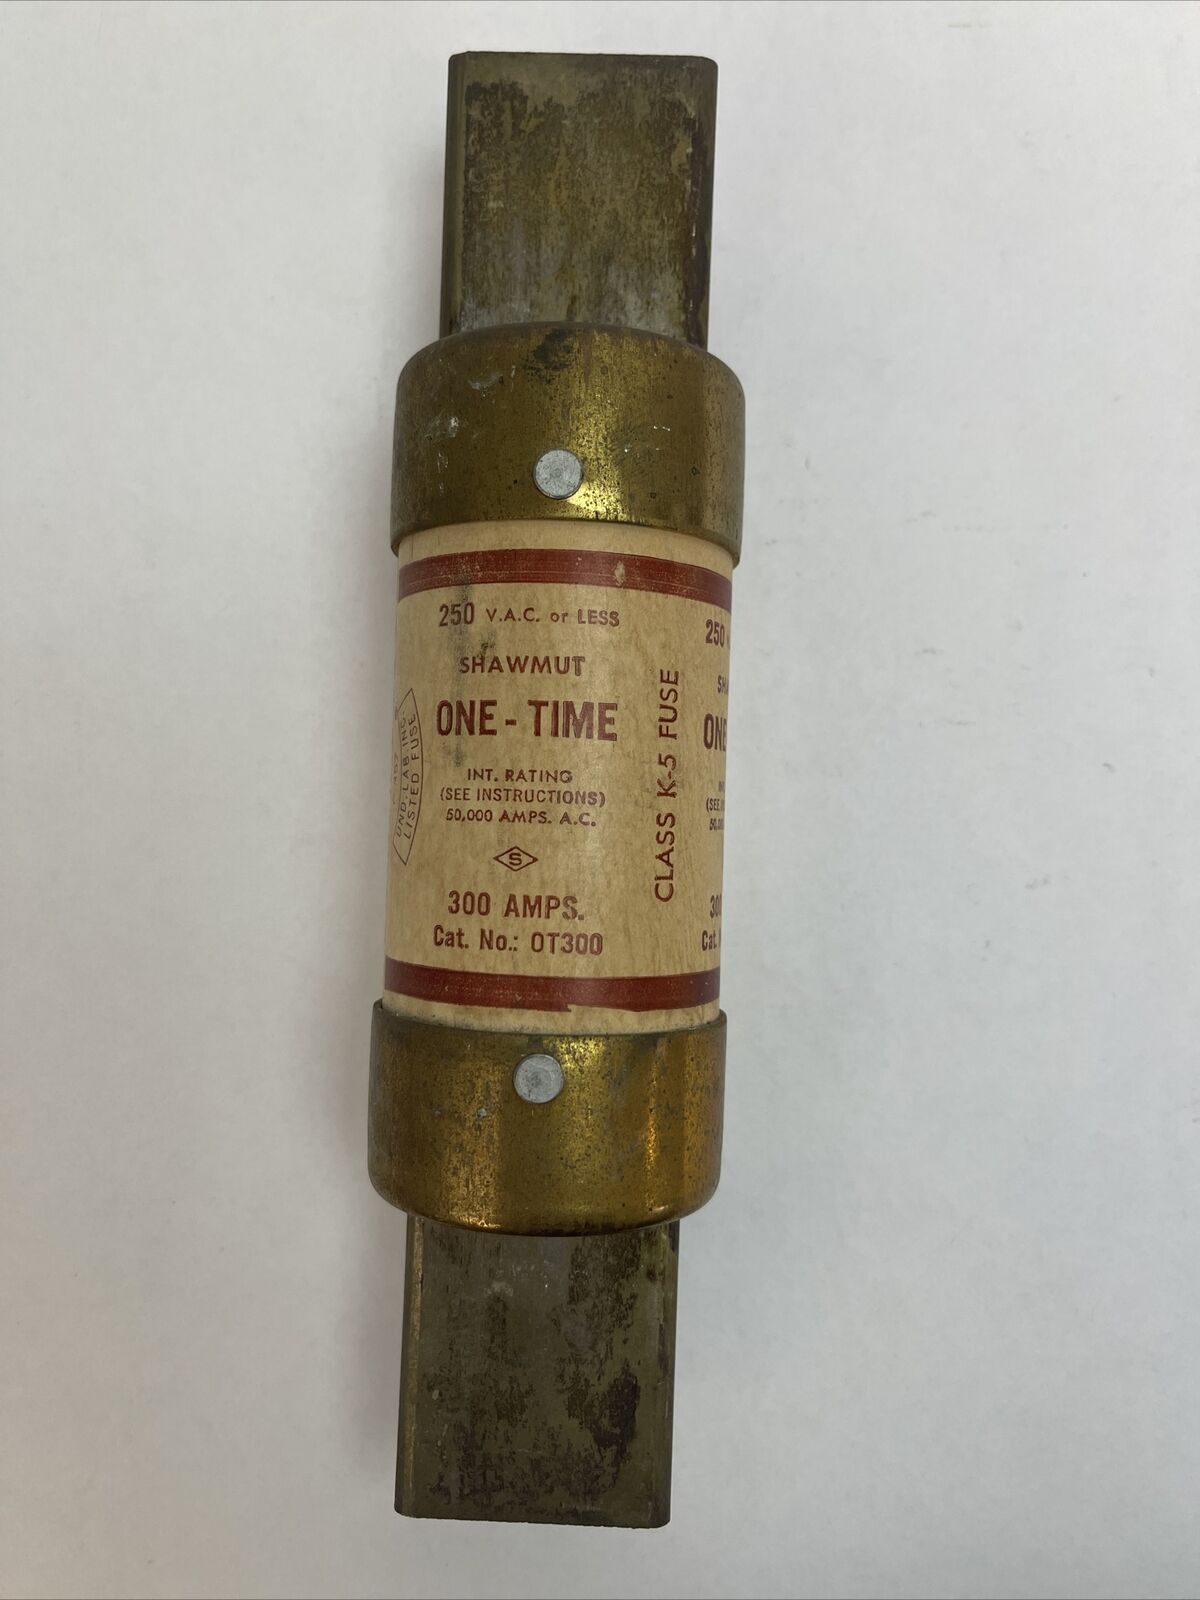 250 V.A.C. or LESS
SHAWMUT
ONE-TIME
INT. RATING
(SEE INSTRUCTIONS)
50,000 AMPS. A.C.
S
300 AMPS.
Cat. No.: OT300
CLASS K-5 FUSE
UND. LAB. INC.
LISTED FUSE
250
ONE
(SEE
300
Cat.